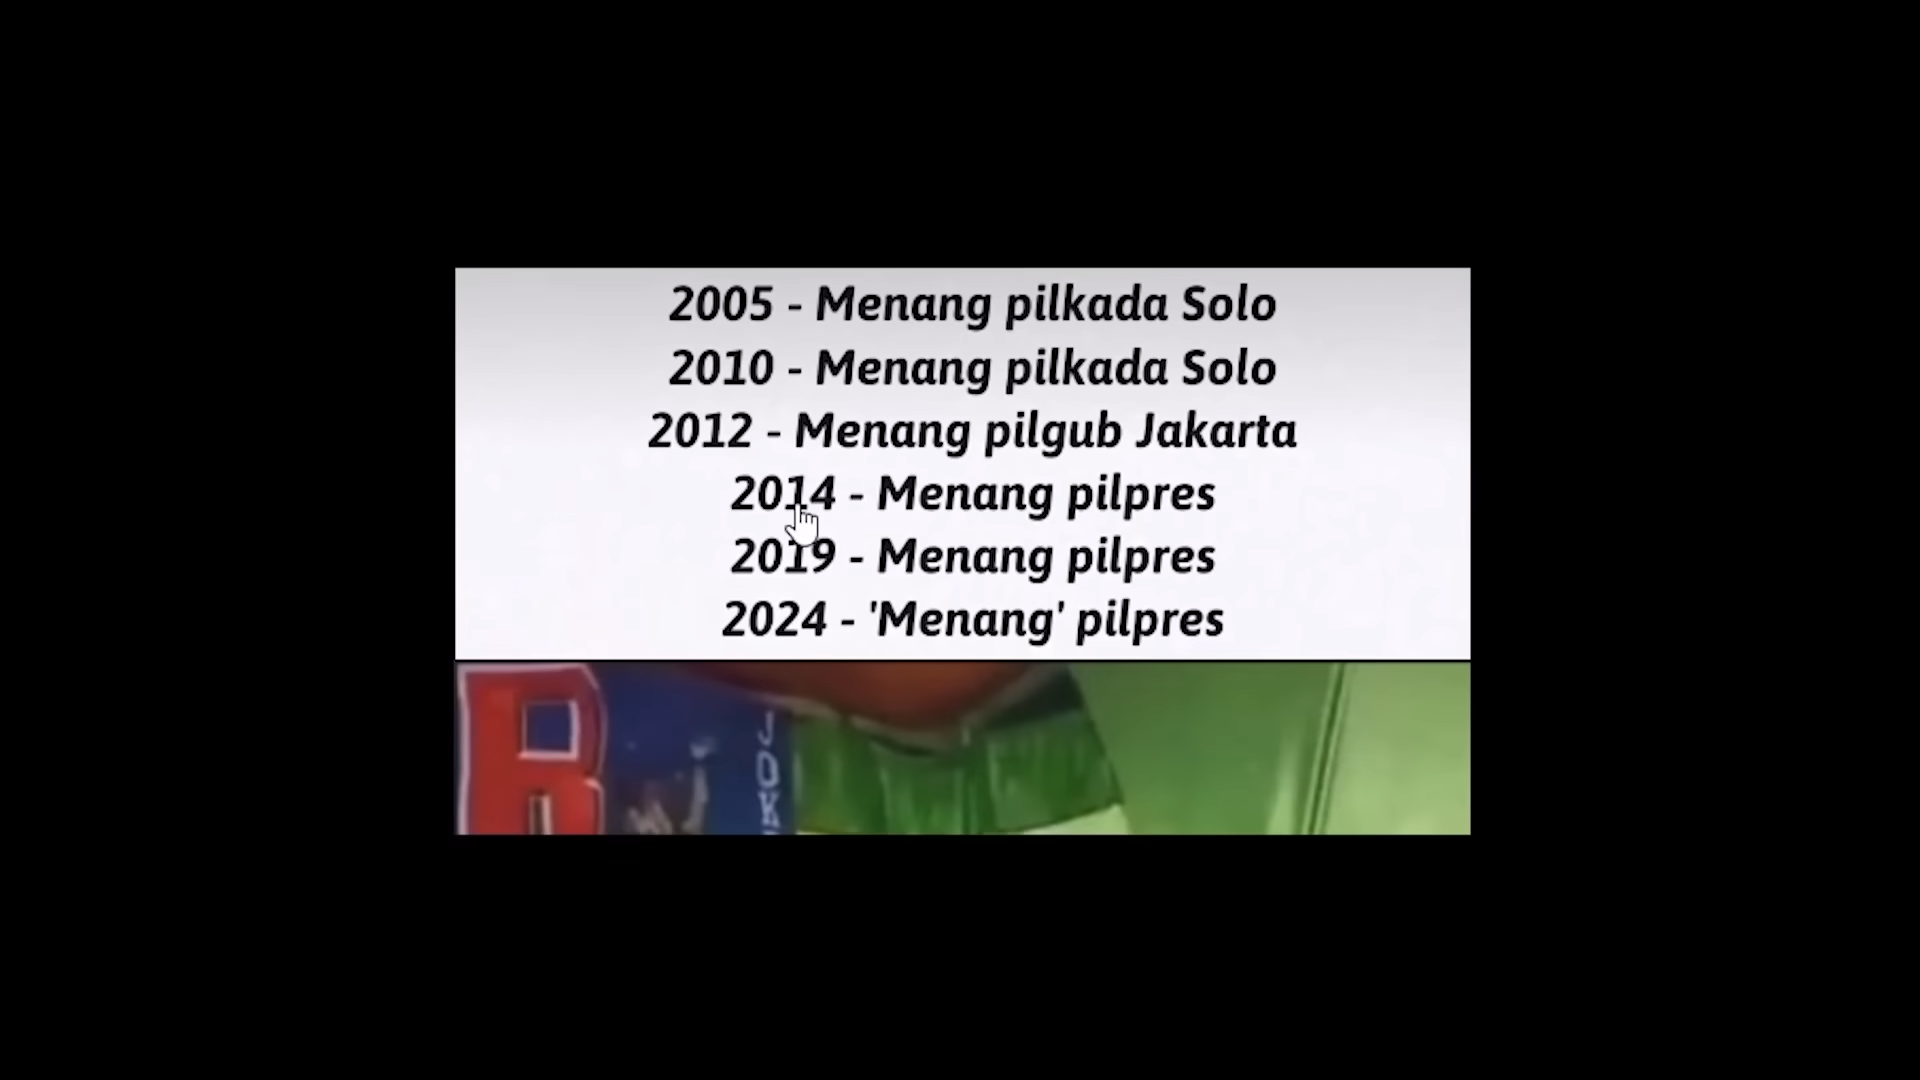 2005 - Menang pilkada Solo
2010 - Menang pilkada Solo
2012 - Menang pilgub Jakarta
2014 - Menang pilpres
2019 - Menang pilpres
2024 - 'Menang' pilpres
B